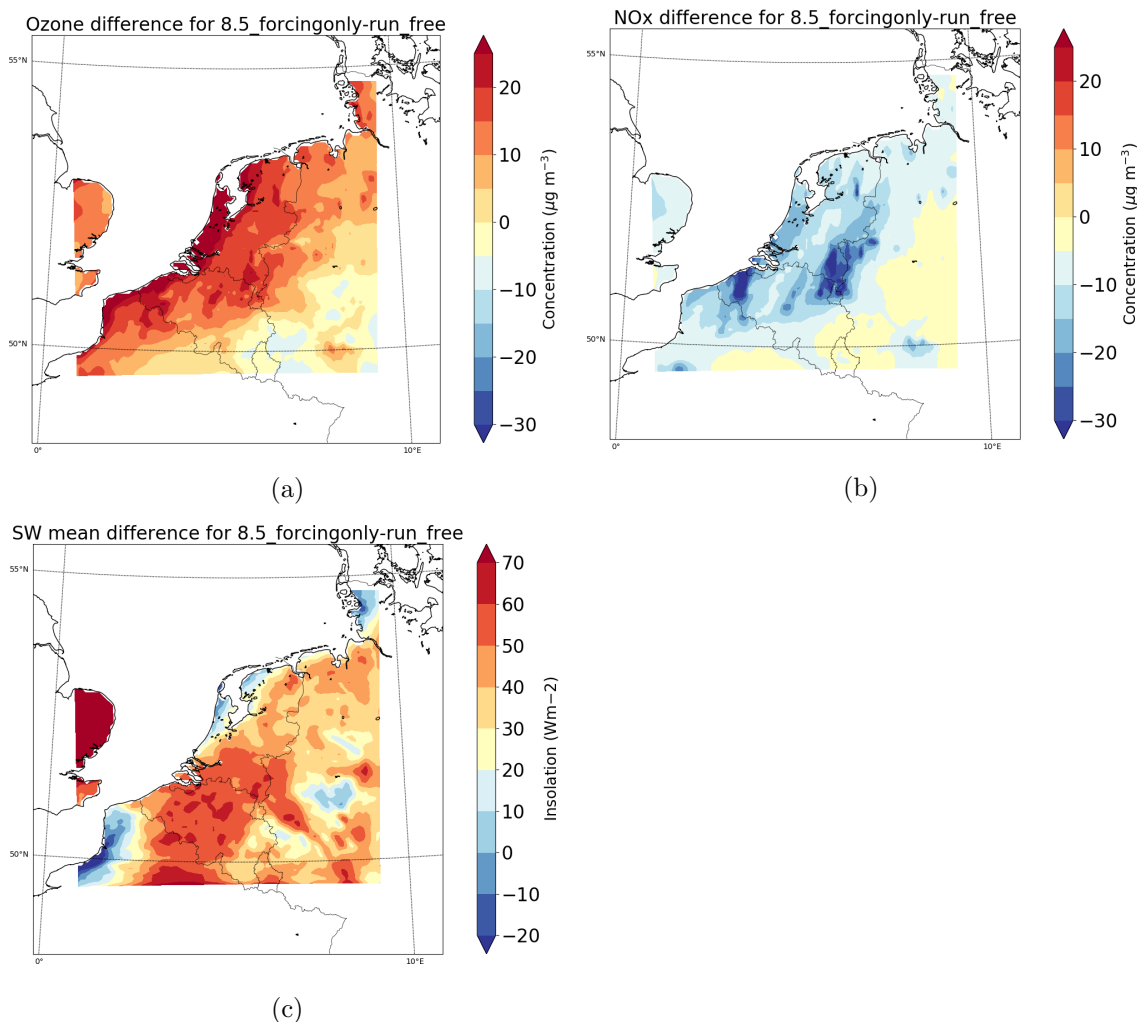 Ozone difference for 8.5_forcingonly-run_free
55°N
50°N
0°
10°E
20
10
0
−10
−20
−30
Concentration (μg m⁻³)
(a)
NOx difference for 8.5_forcingonly-run_free
55°N
50°N
0°
10°E
20
10
0
−10
−20
−30
Concentration (μg m⁻³)
(b)
SW mean difference for 8.5_forcingonly-run_free
55°N
50°N
0°
10°E
70
60
50
40
30
20
10
0
−10
−20
Insolation (Wm−2)
(c)